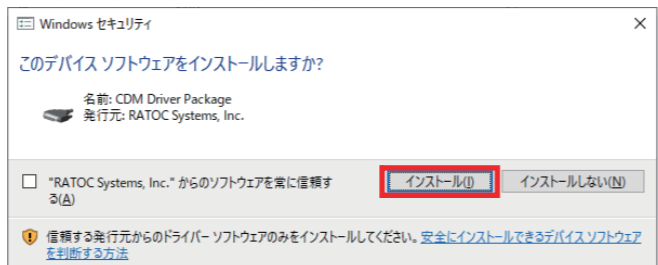 Windows セキュリティ
このデバイス ソフトウェアをインストールしますか?
名前: CDM Driver Package
発行元: RATOC Systems, Inc.
"RATOC Systems, Inc." からのソフトウェアを常に信頼す
る(A)
インストール(I)
インストールしない(N)
信頼する発行元からのドライバー ソフトウェアのみをインストールしてください。安全にインストールできるデバイス ソフトウェア
を判断する方法